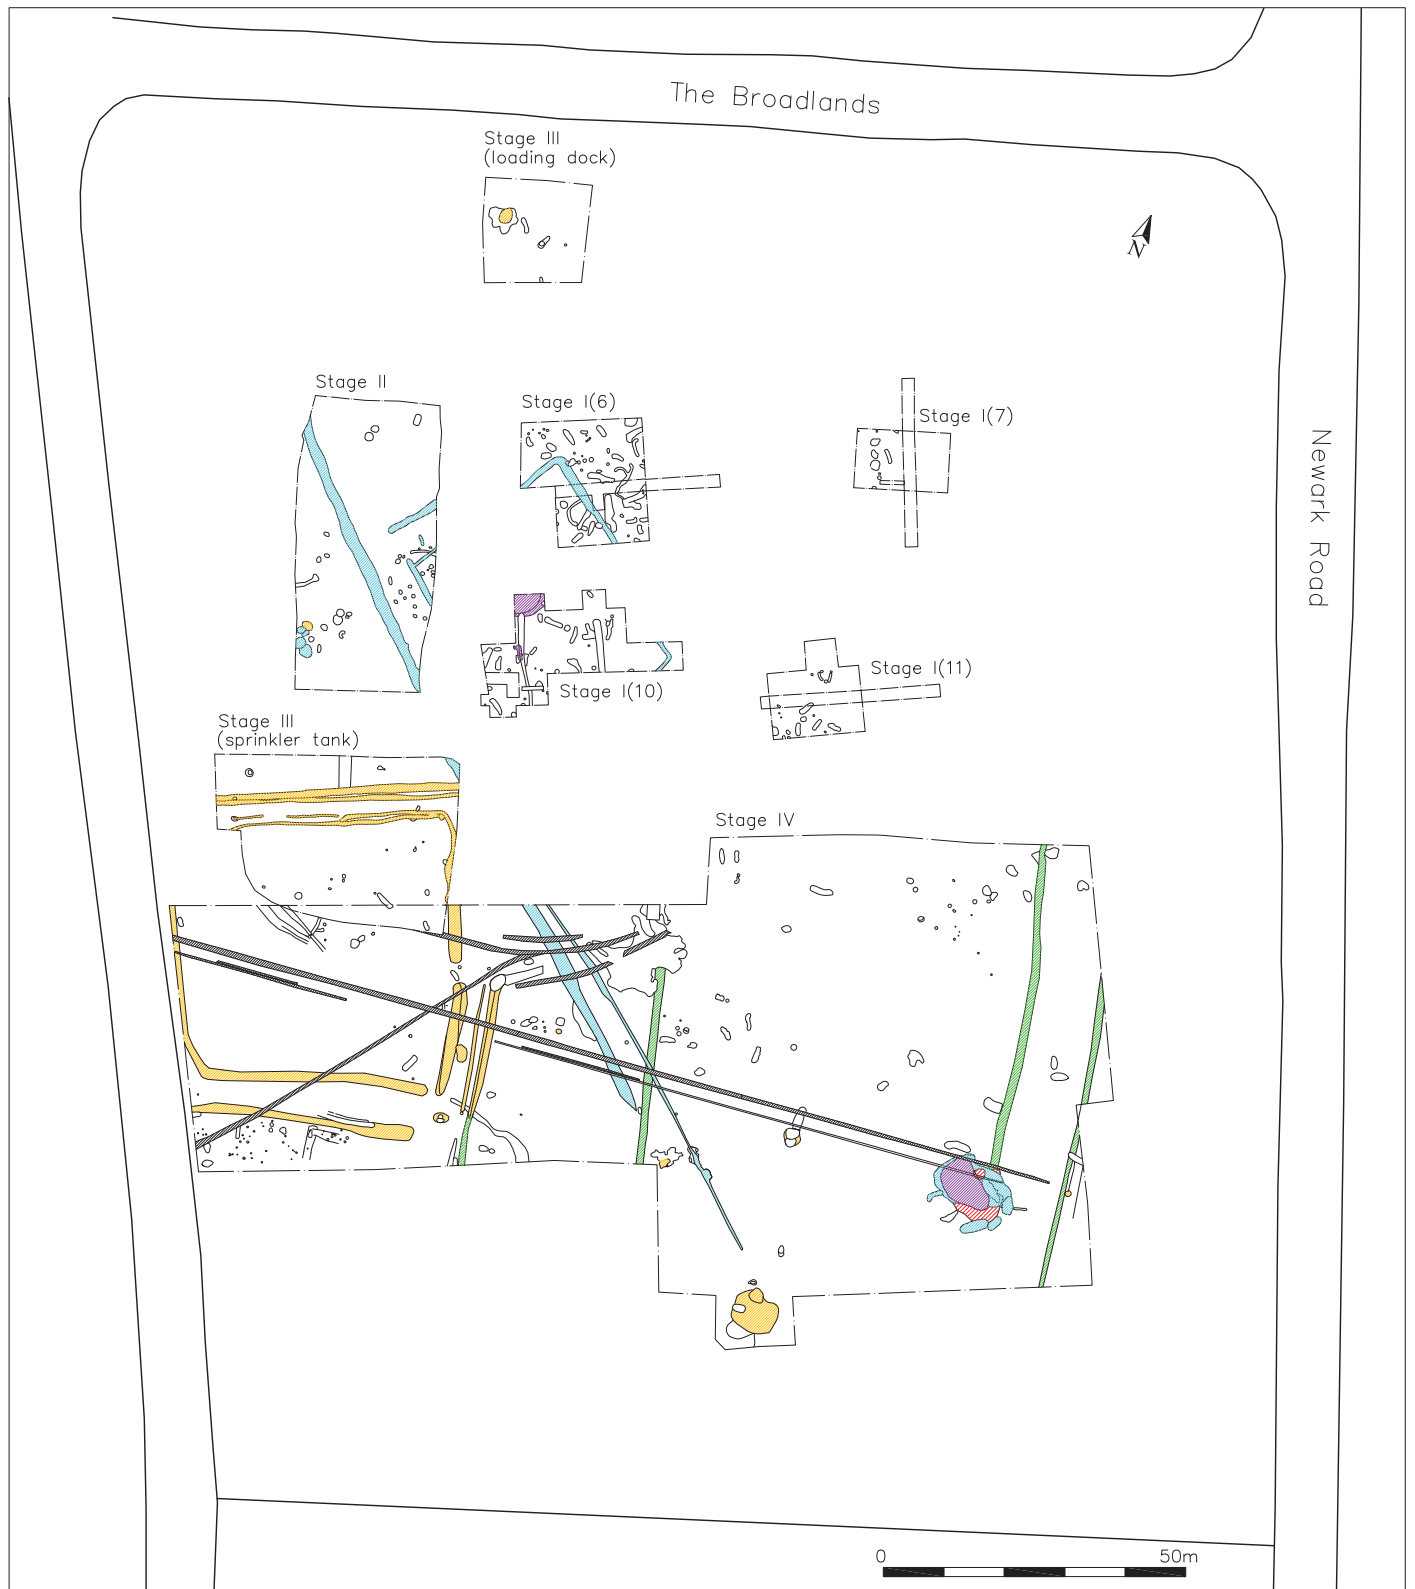 The Broadlands
Stage III
(loading dock)
N
Stage II
Stage I(6)
Stage I(7)
Newark Road
Stage I(10)
Stage I(11)
Stage III
(sprinkler tank)
Stage IV
0 50m